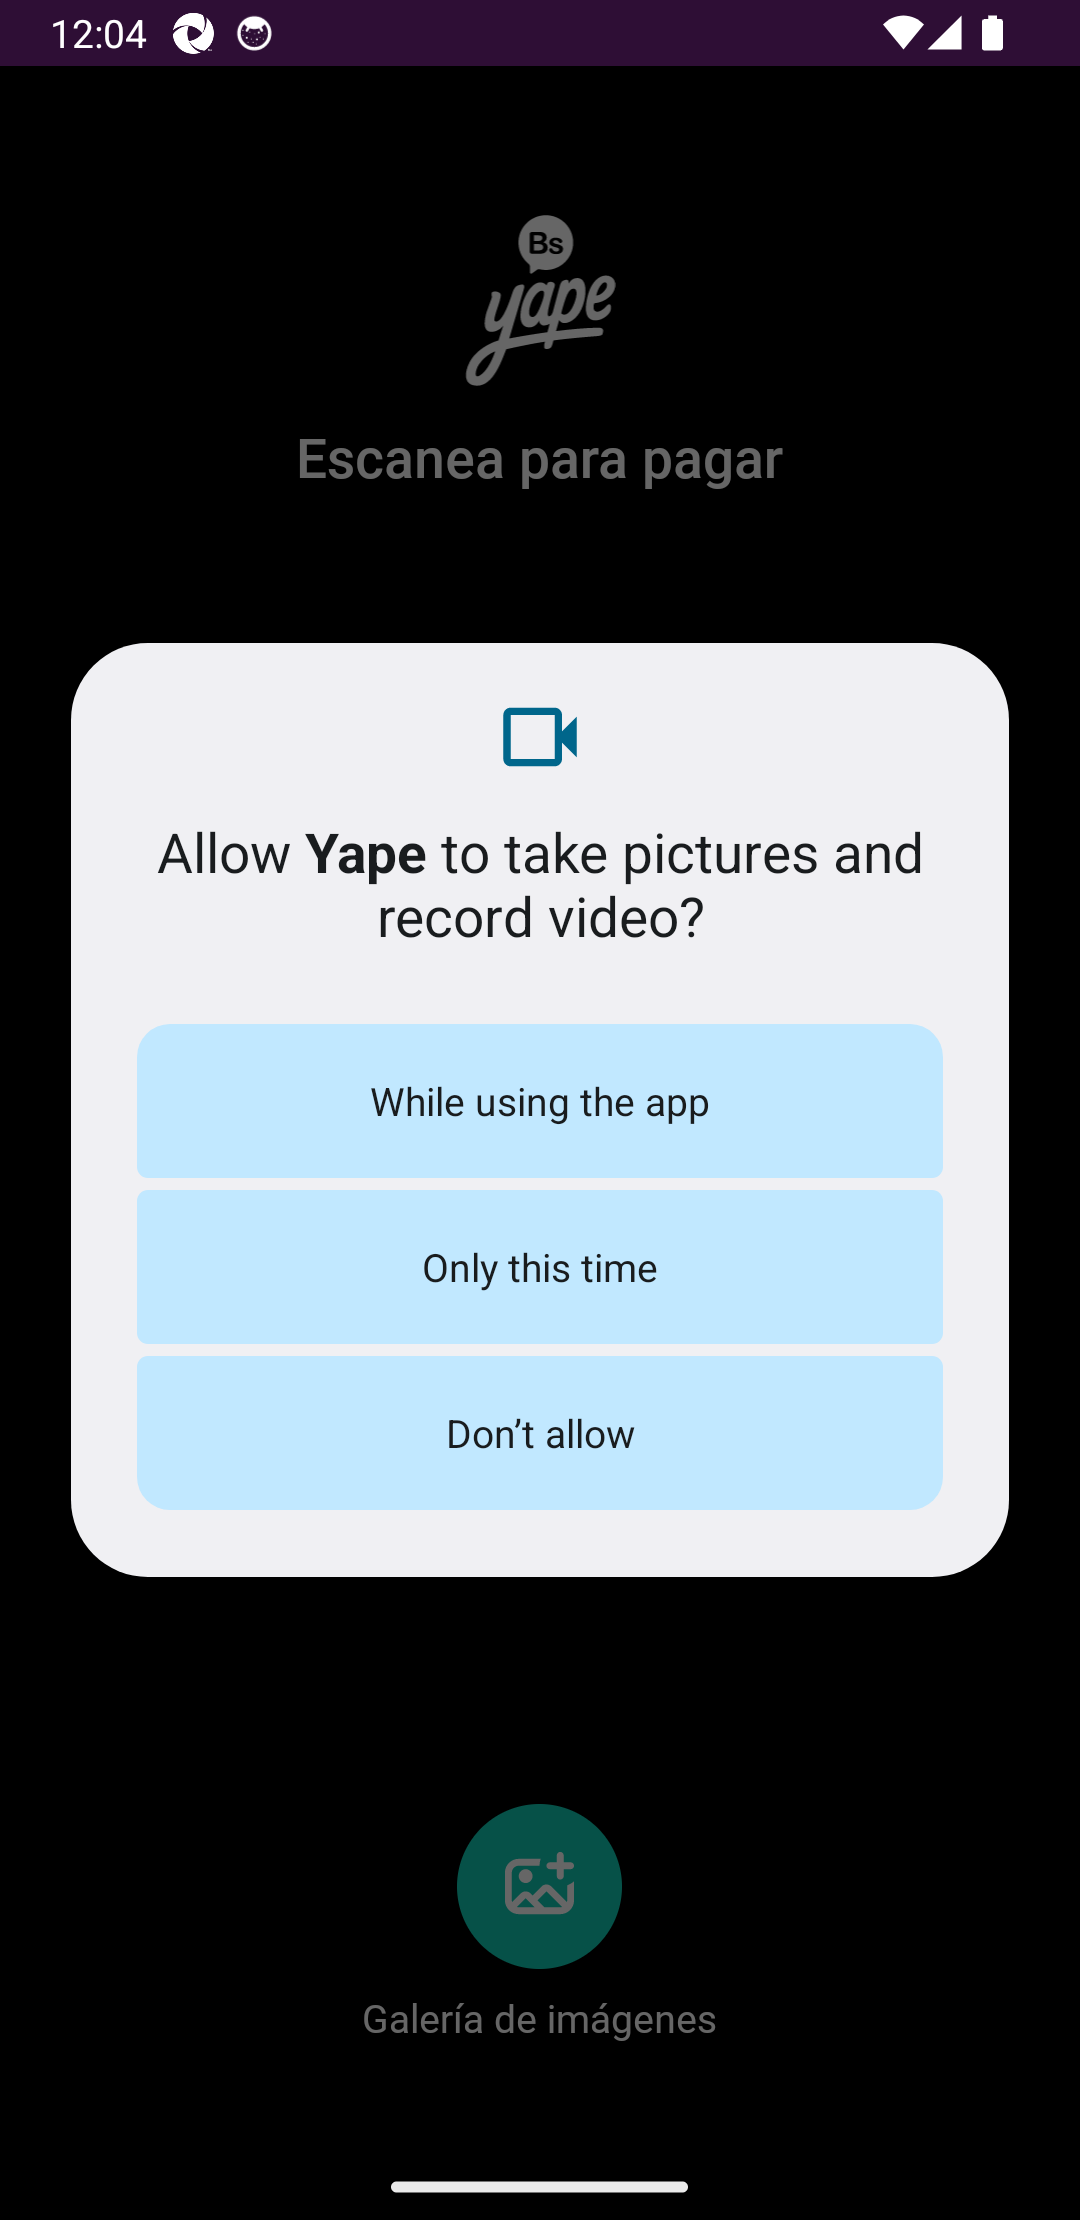 12:04
Bs
yape
Escanea para pagar
Allow Yape to take pictures and
record video?
While using the app
Only this time
Don’t allow
Galería de imágenes